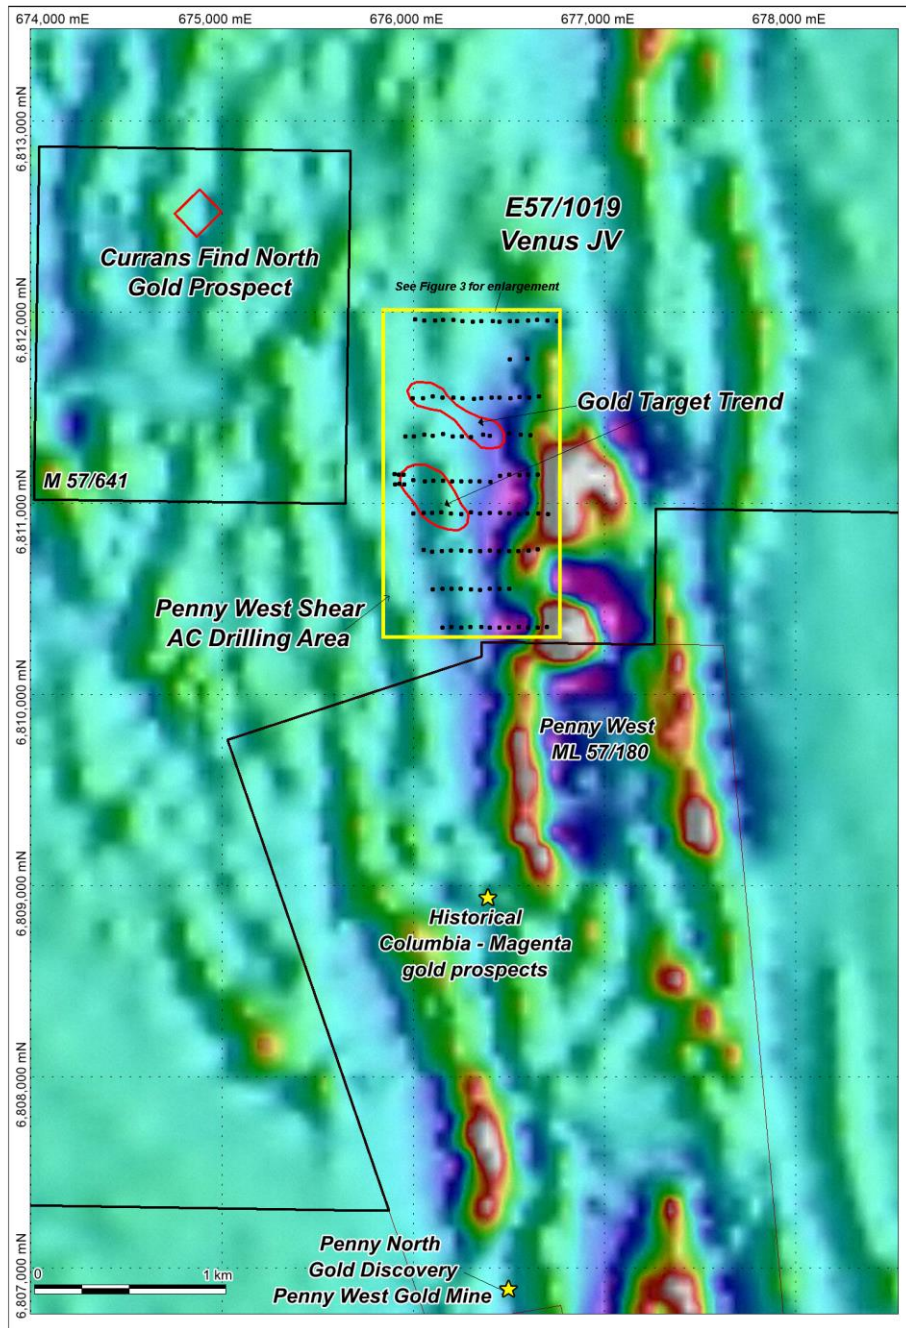 674,000 mE
675,000 mE
676,000 mE
677,000 mE
678,000 mE
6,813,000 mN
E57/1019
Venus JV
Currans Find North
Gold Prospect
See Figure 3 for enlargement
6,812,000 mN
Gold Target Trend
M 57/641
6,811,000 mN
Penny West Shear
AC Drilling Area
6,810,000 mN
Penny West
ML 57/180
6,809,000 mN
Historical
Columbia - Magenta
gold prospects
6,808,000 mN
Penny North
Gold Discovery
Penny West Gold Mine
6,807,000 mN
0
1 km